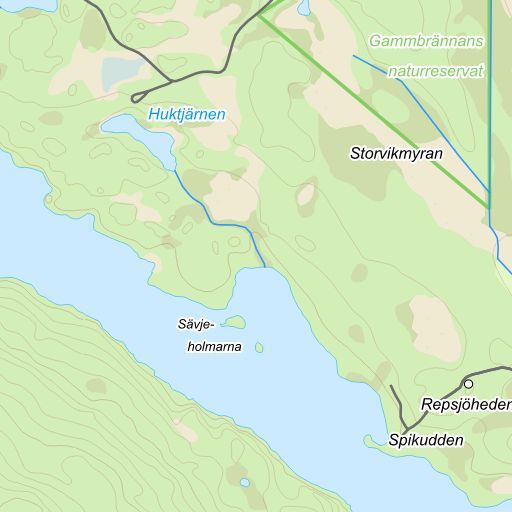 Gammbrännans
naturreservat
Huktjärnen
Storvikmyran
Sävje-
holmarna
Repsjöheden
Spikudden